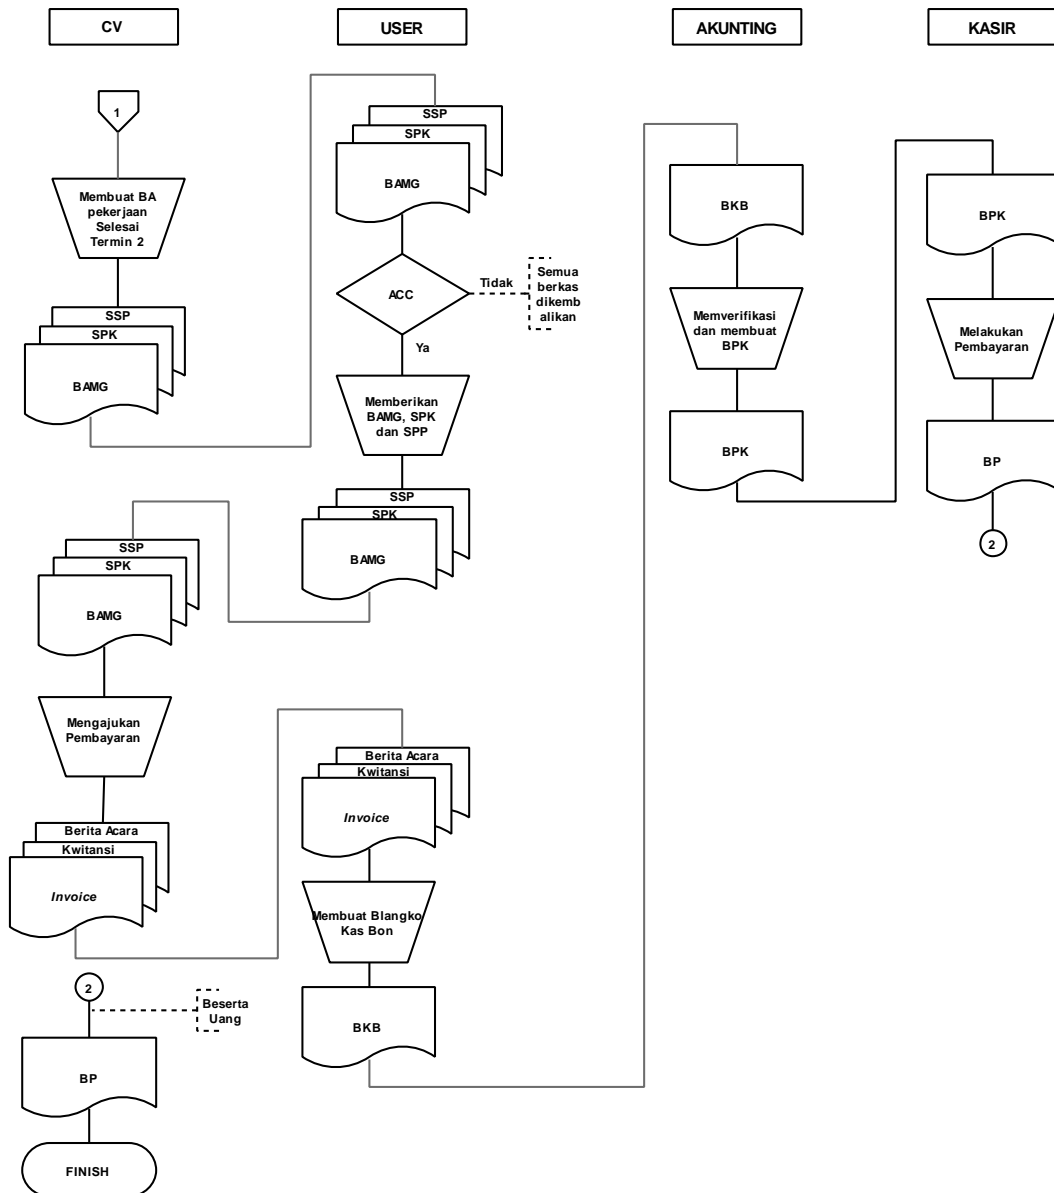 CV
USER
AKUNTING
KASIR
1
Membuat BA
pekerjaan
Selesai
Termin 2
SSP
SPK
BAMG
SSP
SPK
BAMG
ACC
Tidak
Semua
berkas
dikemb
alikan
Ya
Memberikan
BAMG, SPK
dan SPP
SSP
SPK
BAMG
SSP
SPK
BAMG
Mengajukan
Pembayaran
Berita Acara
Kwitansi
Invoice
Berita Acara
Kwitansi
Invoice
Membuat Blangko
Kas Bon
BKB
BKB
Memverifikasi
dan membuat
BPK
BPK
BPK
Melakukan
Pembayaran
BP
2
2
Beserta
Uang
BP
FINISH